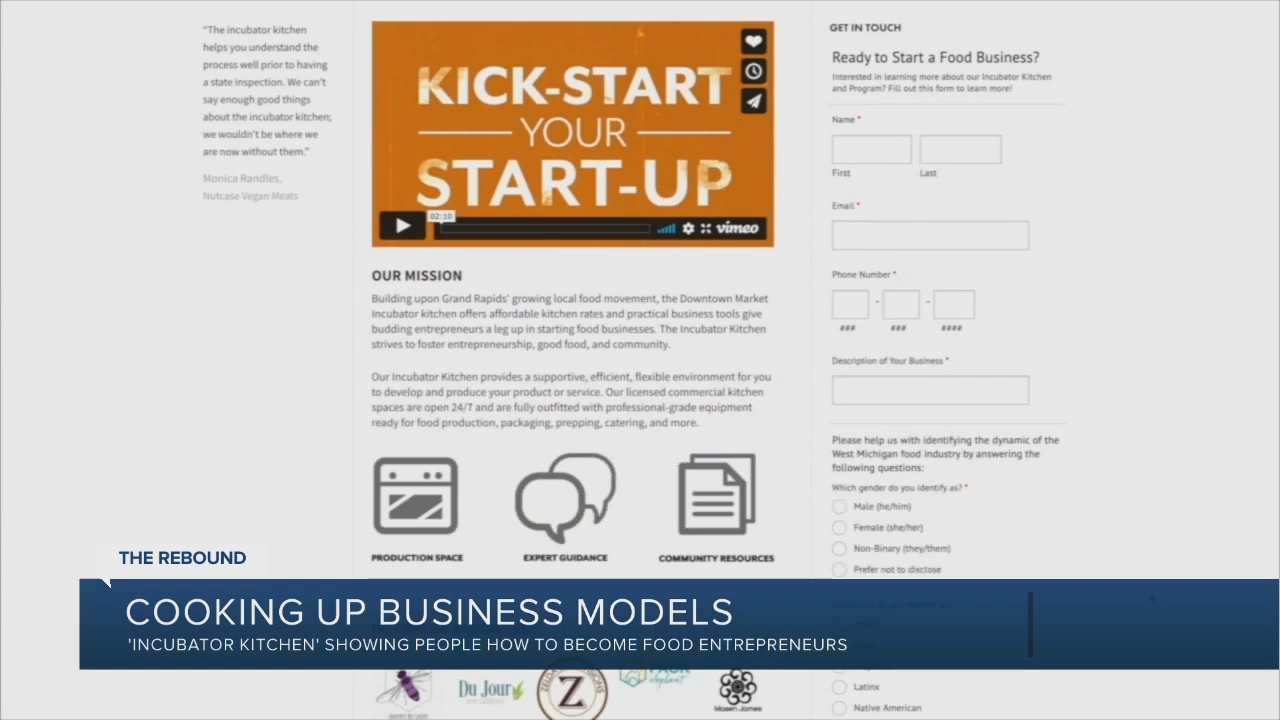 "The incubator kitchen
helps you understand the
process well prior to having
a state inspection. We can't
say enough good things
about the incubator kitchen;
we wouldn't be where we
are now without them."
Monica Randles,
Nutcase Vegan Meats
KICK-START
YOUR
START-UP
02:10
vimeo
OUR MISSION
Building upon Grand Rapids' growing local food movement, the Downtown Market
Incubator kitchen offers affordable kitchen rates and practical business tools give
budding entrepreneurs a leg up in starting food businesses. The Incubator Kitchen
strives to foster entrepreneurship, good food, and community.
Our Incubator Kitchen provides a supportive, efficient, flexible environment for you
to develop and produce your product or service. Our licensed commercial kitchen
spaces are open 24/7 and are fully outfitted with professional-grade equipment
ready for food production, packaging, prepping, catering, and more.
PRODUCTION SPACE
EXPERT GUIDANCE
COMMUNITY RESOURCES
GET IN TOUCH
Ready to Start a Food Business?
Interested in learning more about our Incubator Kitchen
and Program? Fill out this form to learn more!
Name *
First Last
Email *
Phone Number *
- -
### ### ####
Description of Your Business *
Please help us with identifying the dynamic of the
West Michigan food industry by answering the
following questions:
Which gender do you identify as? *
Male (he/him)
Female (she/her)
Non-Binary (they/them)
Prefer not to disclose
Latinx
Native American
THE REBOUND
COOKING UP BUSINESS MODELS
'INCUBATOR KITCHEN' SHOWING PEOPLE HOW TO BECOME FOOD ENTREPRENEURS
Du Jour
Z
elephant
Maseen James